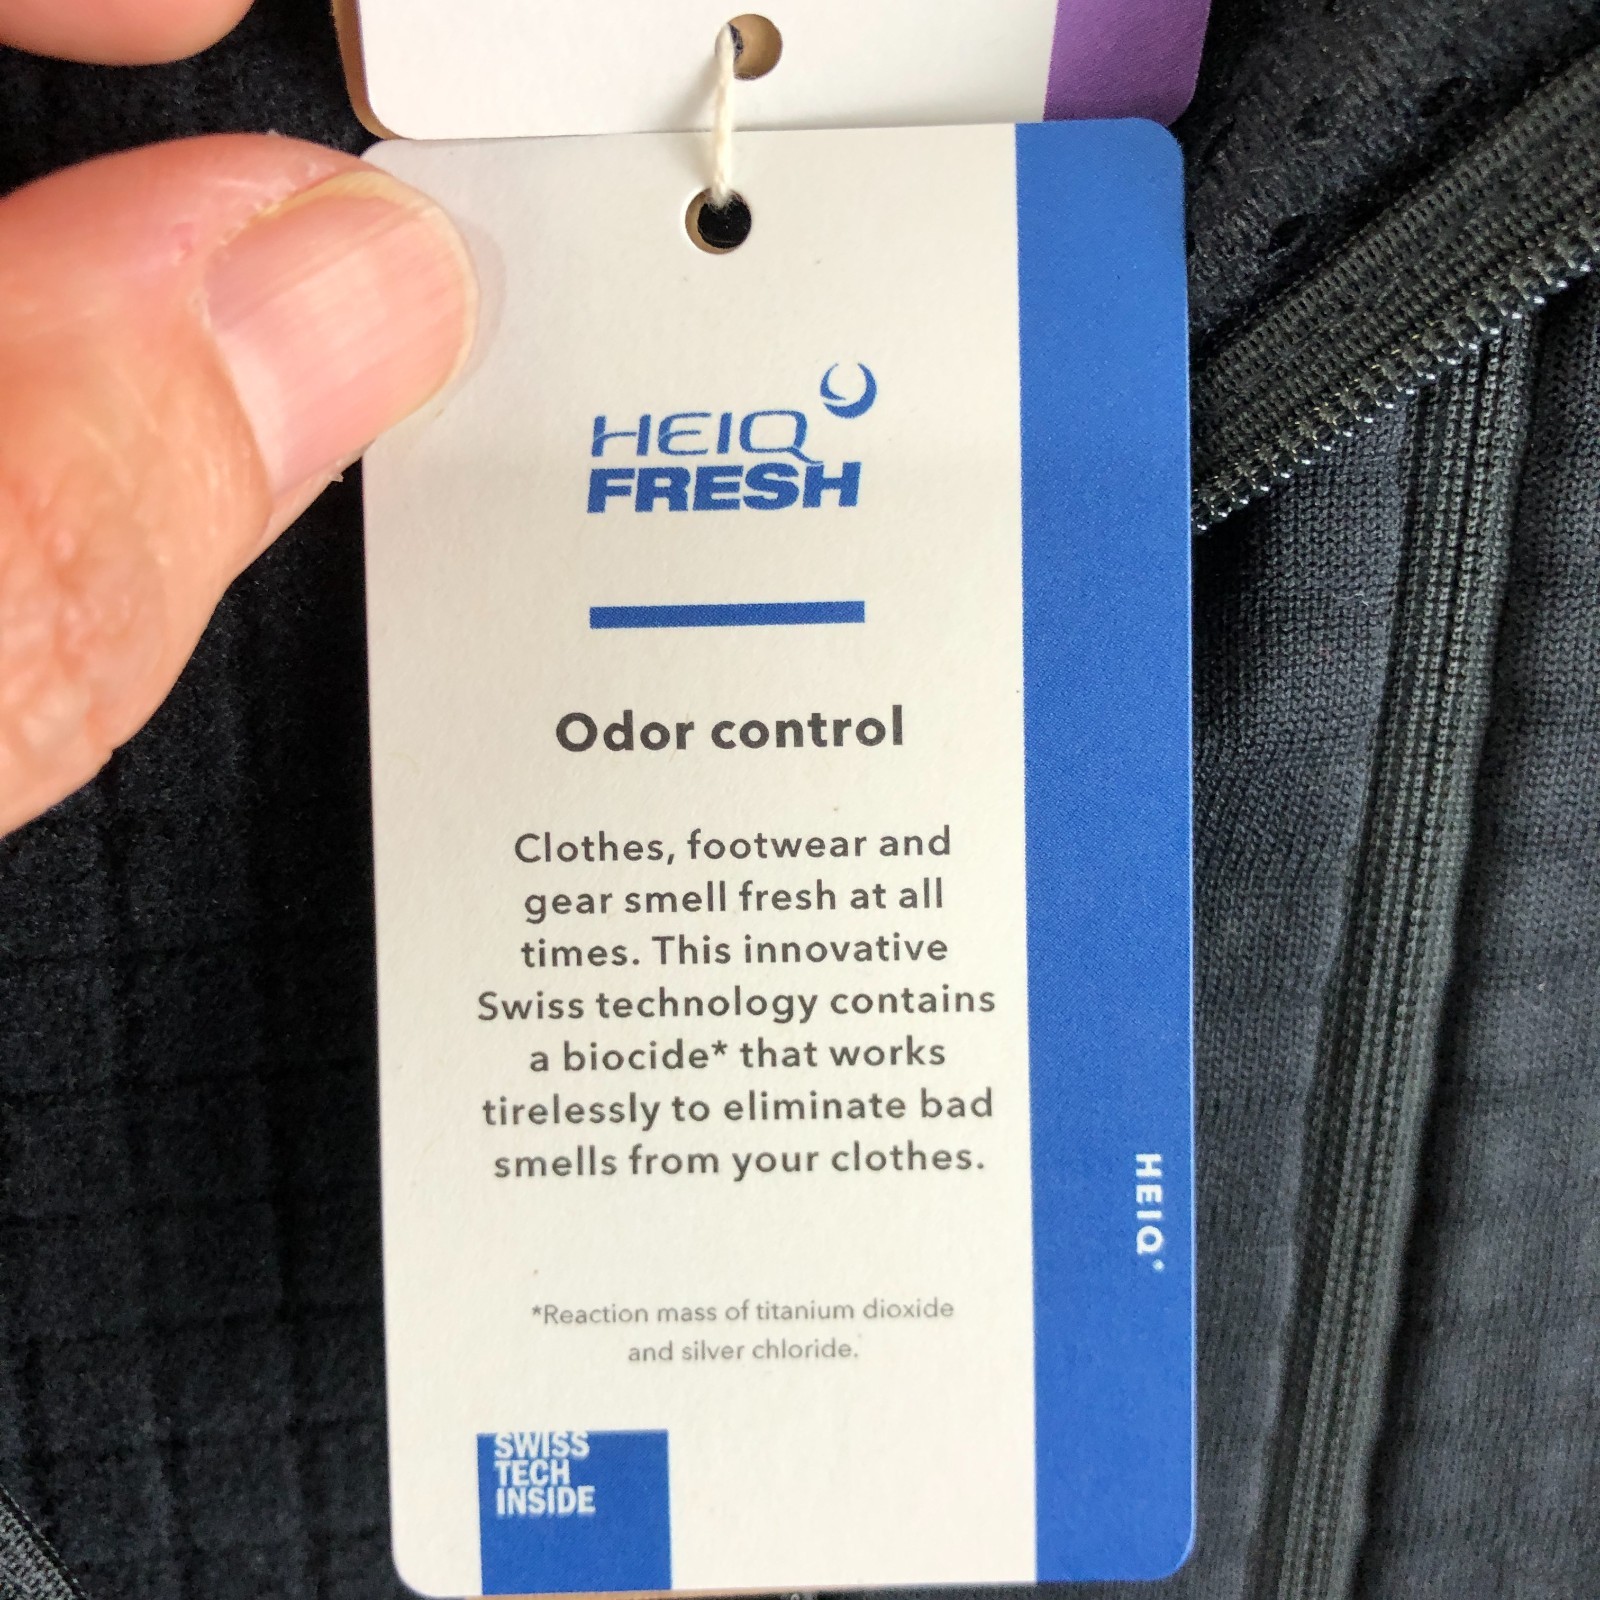 HEIQ
FRESH
Odor control
Clothes, footwear and
gear smell fresh at all
times. This innovative
Swiss technology contains
a biocide* that works
tirelessly to eliminate bad
smells from your clothes.
*Reaction mass of titanium dioxide
and silver chloride.
SWISS
TECH
INSIDE
HEIQ®